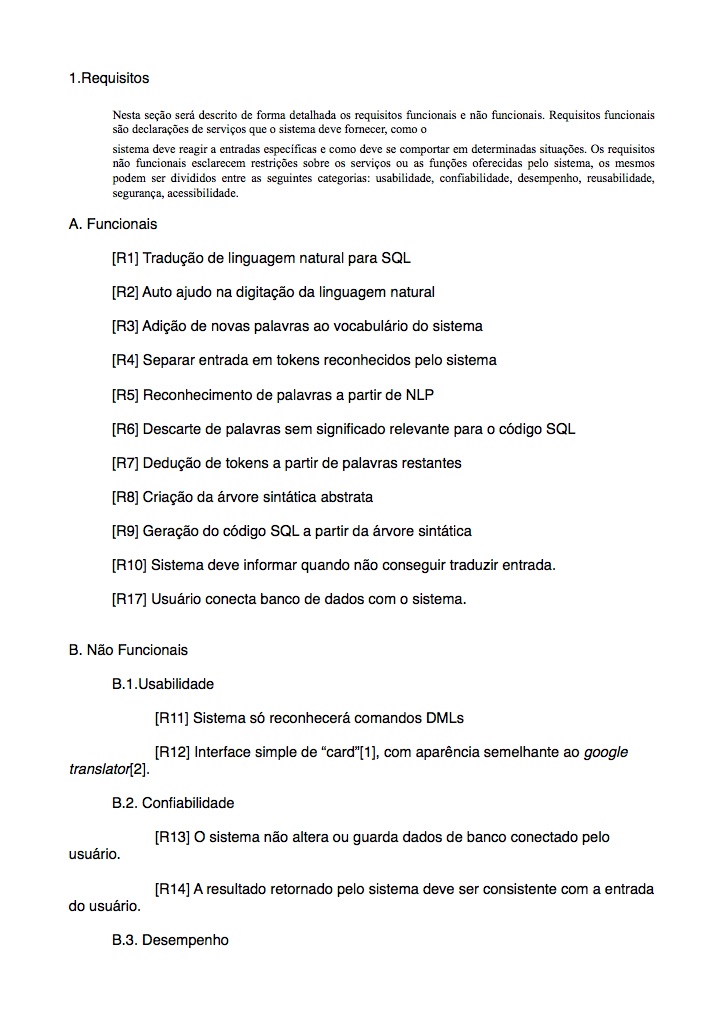 1.Requisitos
Nesta seção será descrito de forma detalhada os requisitos funcionais e não funcionais. Requisitos funcionais
são declarações de serviços que o sistema deve fornecer, como o
sistema deve reagir a entradas específicas e como deve se comportar em determinadas situações. Os requisitos
não funcionais esclarecem restrições sobre os serviços ou as funções oferecidas pelo sistema, os mesmos
podem ser divididos entre as seguintes categorias: usabilidade, confiabilidade, desempenho, reusabilidade,
segurança, acessibilidade.
A. Funcionais
[R1] Tradução de linguagem natural para SQL
[R2] Auto ajudo na digitação da linguagem natural
[R3] Adição de novas palavras ao vocabulário do sistema
[R4] Separar entrada em tokens reconhecidos pelo sistema
[R5] Reconhecimento de palavras a partir de NLP
[R6] Descarte de palavras sem significado relevante para o código SQL
[R7] Dedução de tokens a partir de palavras restantes
[R8] Criação da árvore sintática abstrata
[R9] Geração do código SQL a partir da árvore sintática
[R10] Sistema deve informar quando não conseguir traduzir entrada.
[R17] Usuário conecta banco de dados com o sistema.
B. Não Funcionais
B.1.Usabilidade
[R11] Sistema só reconhecerá comandos DMLs
[R12] Interface simple de “card”[1], com aparência semelhante ao google
translator[2].
B.2. Confiabilidade
[R13] O sistema não altera ou guarda dados de banco conectado pelo
usuário.
[R14] A resultado retornado pelo sistema deve ser consistente com a entrada
do usuário.
B.3. Desempenho